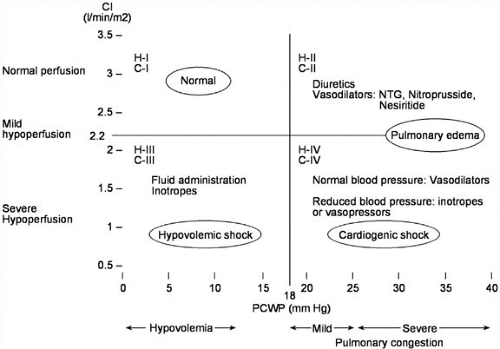 CI
(l/min/m2)
3.5
H-I
C-I
H-II
C-II
Normal perfusion
3
Normal
Diuretics
Vasodilators: NTG, Nitroprusside,
Nesiritide
2.5
Mild
hypoperfusion
2.2
Pulmonary edema
2
H-III
C-III
H-IV
C-IV
Fluid administration
Inotropes
Normal blood pressure: Vasodilators
1.5
Severe
Hypoperfusion
Reduced blood pressure: inotropes
or vasopressors
1
Hypovolemic shock
Cardiogenic shock
0.5
0 5 10 15 18 20 25 30 35 40
PCWP (mm Hg)
Hypovolemia
Mild
Severe
Pulmonary congestion